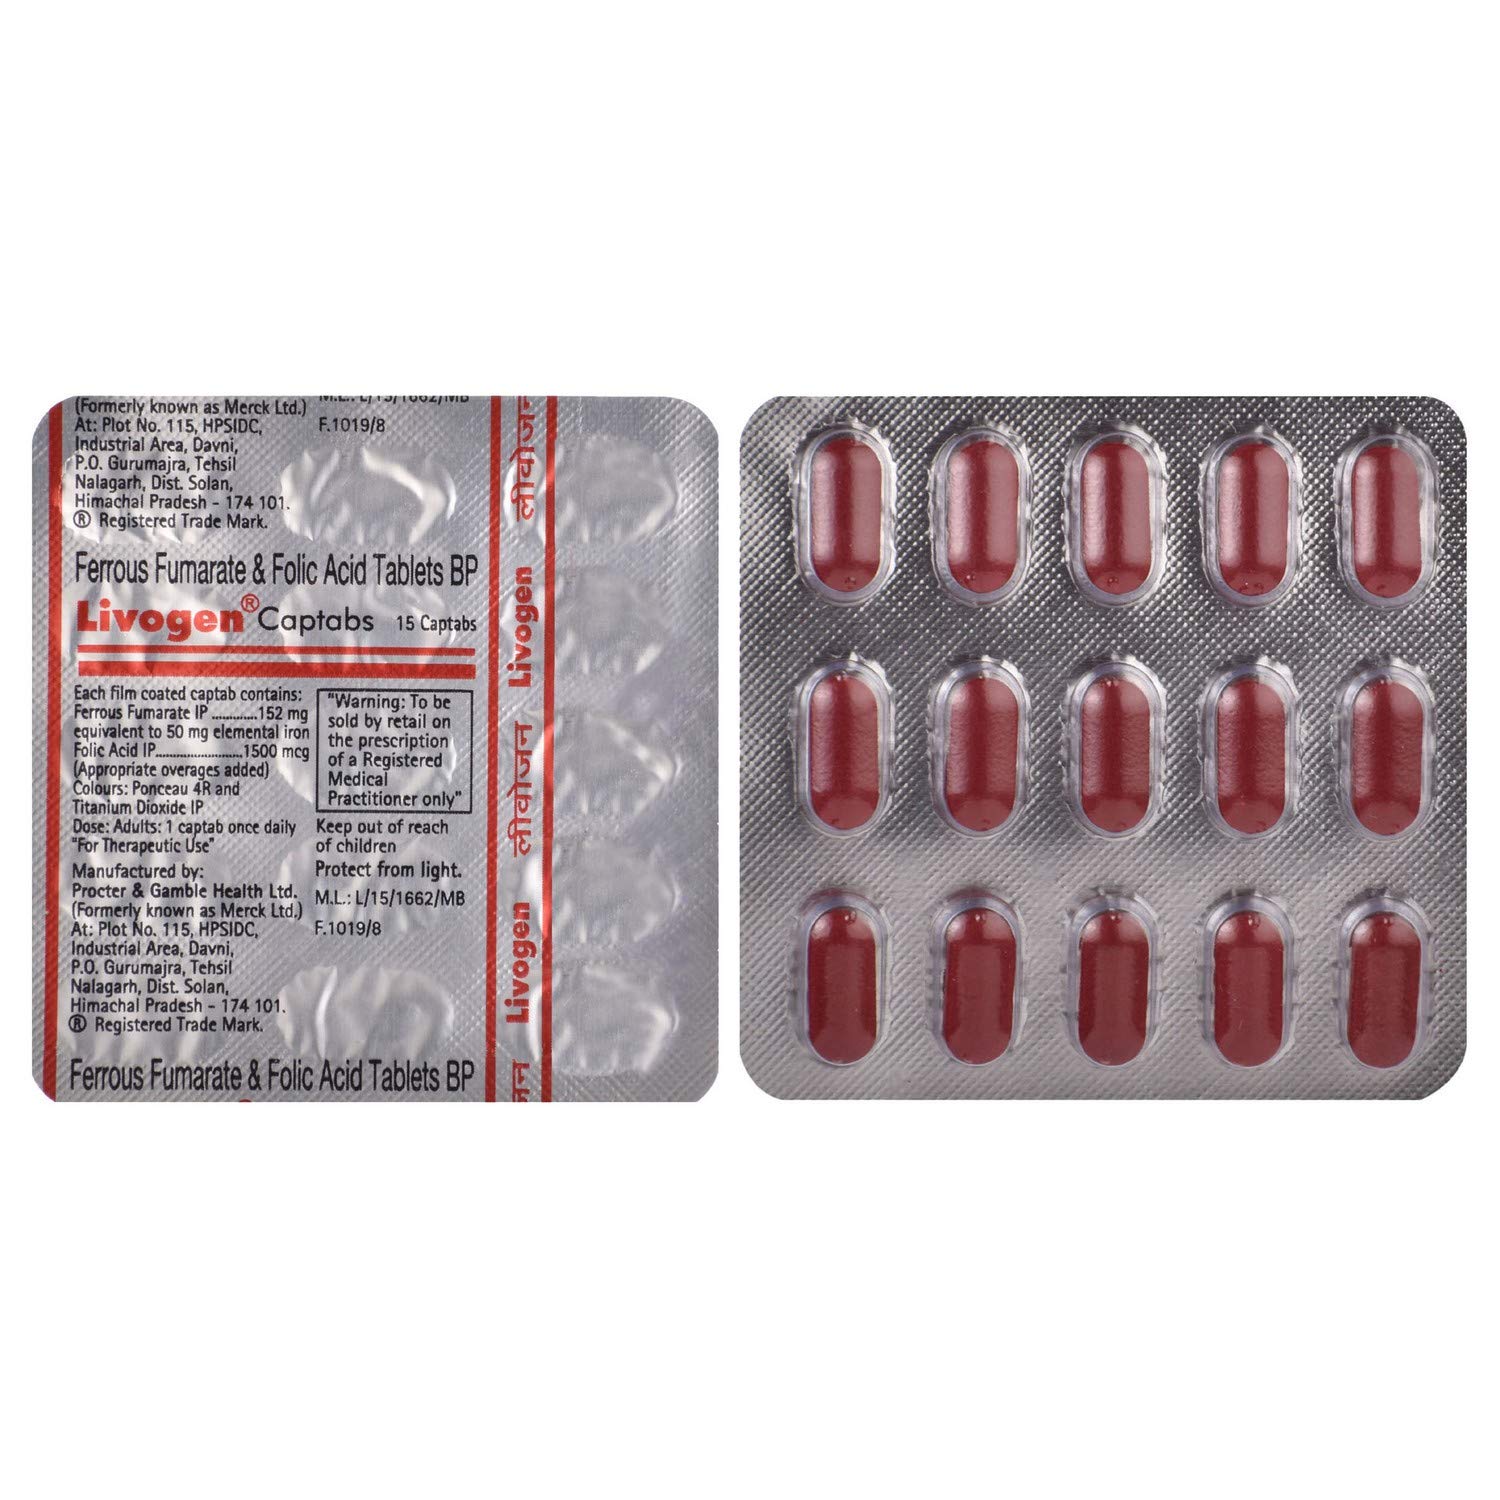 (Formerly known as Merck Ltd.)
At: Plot No. 115, HPSIDC,
Industrial Area, Davni,
P.O. Gurumajra, Tehsil
Nalagarh, Dist. Solan,
Himachal Pradesh - 174 101.
® Registered Trade Mark.
M.L.: L/15/1662/MB
F.1019/8
Ferrous Fumarate & Folic Acid Tablets BP
Livogen® Captabs 15 Captabs
Each film coated captab contains:
Ferrous Fumarate IP .............152 mg
equivalent to 50 mg elemental iron
Folic Acid IP.........................1500 mcg
(Appropriate overages added)
Colours: Ponceau 4R and
Titanium Dioxide IP
Dose: Adults: 1 captab once daily
"For Therapeutic Use"
Manufactured by:
Procter & Gamble Health Ltd.
(Formerly known as Merck Ltd.)
At: Plot No. 115, HPSIDC,
Industrial Area, Davni,
P.O. Gurumajra, Tehsil
Nalagarh, Dist. Solan,
Himachal Pradesh - 174 101.
® Registered Trade Mark.
"Warning: To be
sold by retail on
the prescription
of a Registered
Medical
Practitioner only"
Keep out of reach
of children
Protect from light.
M.L.: L/15/1662/MB
F.1019/8
Ferrous Fumarate & Folic Acid Tablets BP
लीवोजन
Livogen
लीवोजन
Livogen